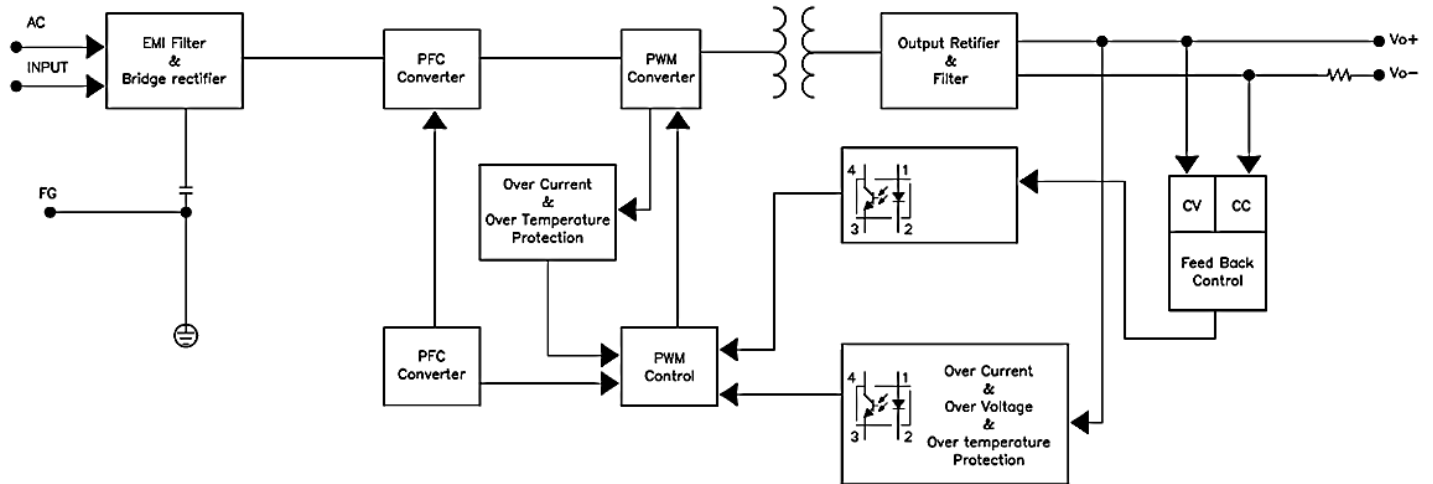 AC
INPUT
EMI Filter
&
Bridge rectifier
PFC
Converter
PWM
Converter
Output Retifier
&
Filter
Vo+
Vo-
FG
Over Current
&
Over Temperature
Protection
4
1
3
2
CV
CC
Feed Back
Control
PFC
Converter
PWM
Control
4
1
3
2
Over Current
&
Over Voltage
&
Over temperature
Protection